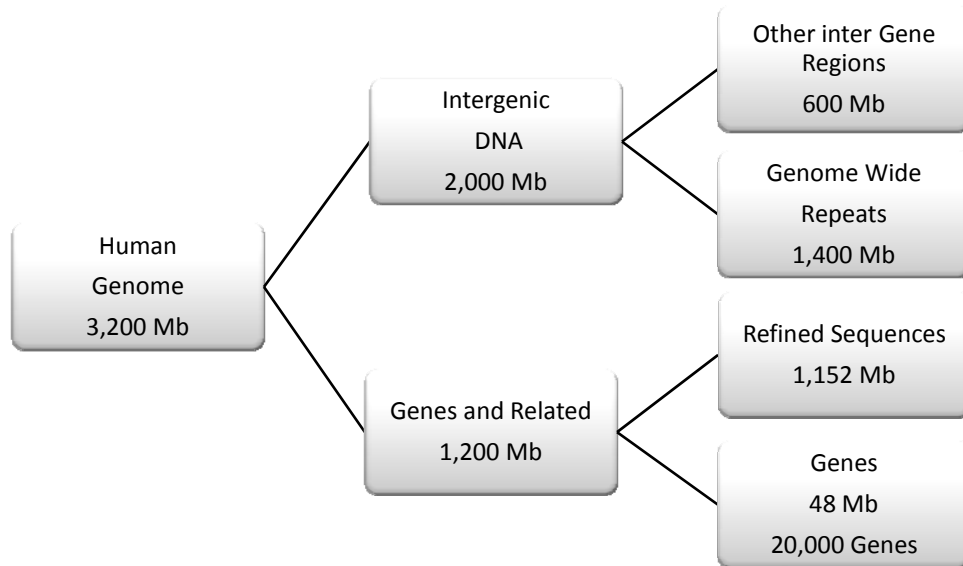 Human
Genome
3,200 Mb
Intergenic
DNA
2,000 Mb
Other inter Gene
Regions
600 Mb
Genome Wide
Repeats
1,400 Mb
Genes and Related
1,200 Mb
Refined Sequences
1,152 Mb
Genes
48 Mb
20,000 Genes